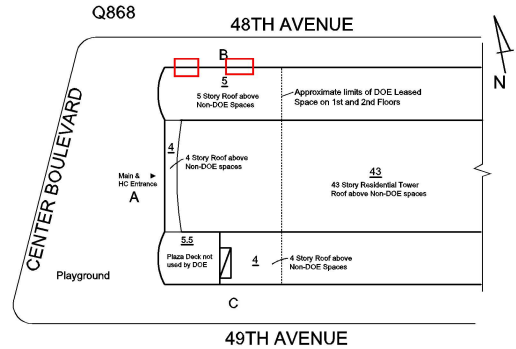 Q868
48TH AVENUE
B
N
5
5 Story Roof above
Non-DOE Spaces
Approximate limits of DOE Leased
Space on 1st and 2nd Floors
CENTER BOULEVARD
4
4 Story Roof above
Non-DOE spaces
Main &
HC Entrance
A
43
43 Story Residential Tower
Roof above Non-DOE spaces
5.5
Plaza Deck not
used by DOE
4
4 Story Roof above
Non-DOE Spaces
Playground
C
49TH AVENUE